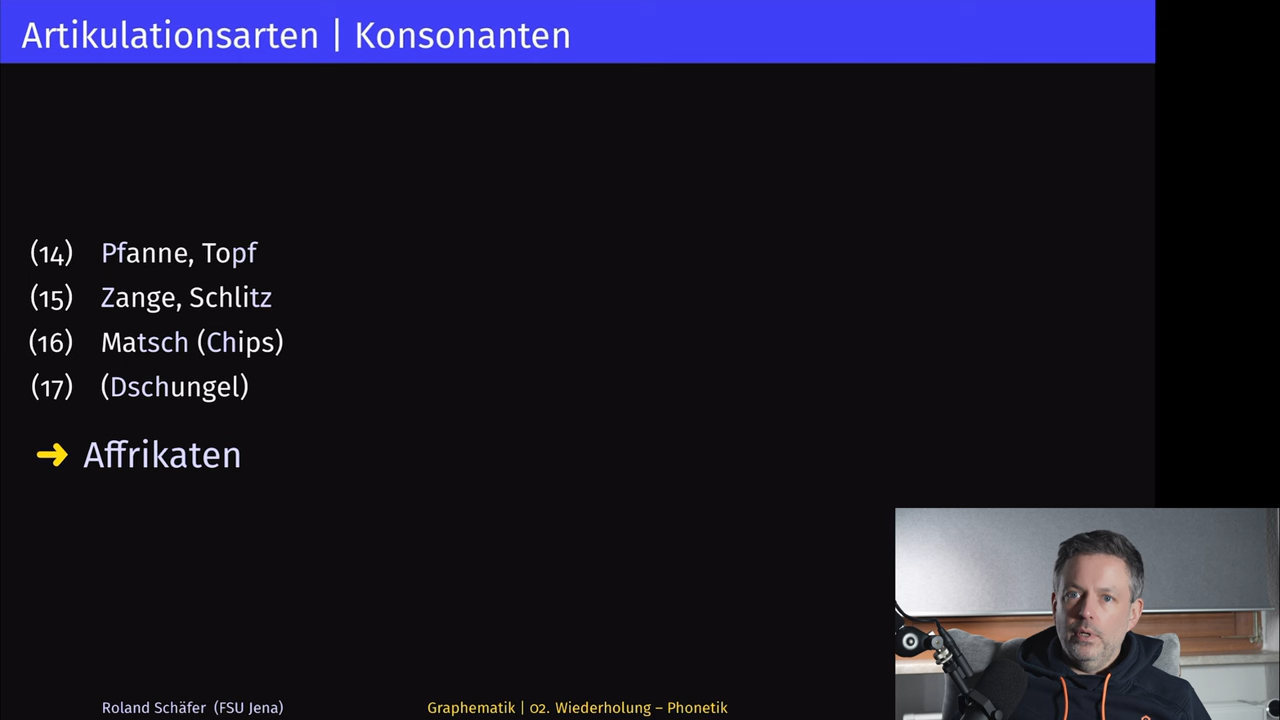 Artikulationsarten | Konsonanten
(14) Pfanne, Topf
(15) Zange, Schlitz
(16) Matsch (Chips)
(17) (Dschungel)
➜ Affrikaten
Roland Schäfer (FSU Jena) Graphematik | 02. Wiederholung – Phonetik